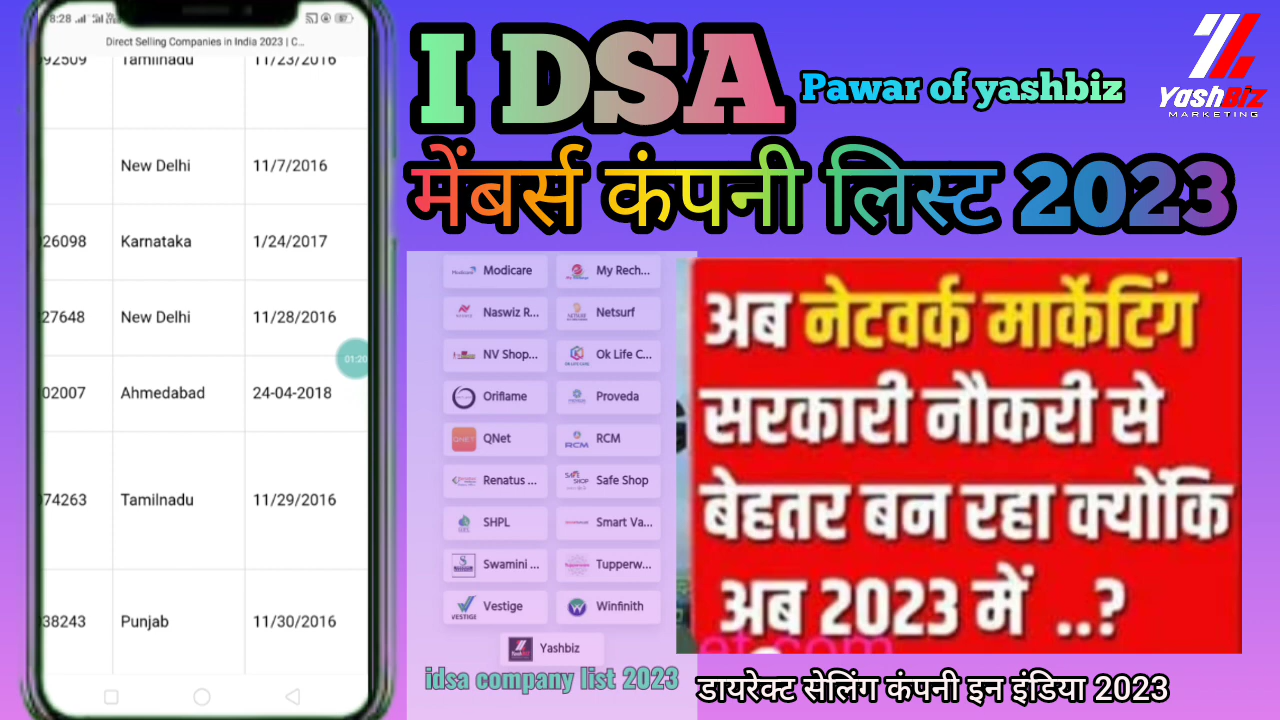 8:28
Direct Selling Companies in India 2023 | C...
92509 Tamilnadu 11/23/2016
New Delhi 11/7/2016
26098 Karnataka 1/24/2017
27648 New Delhi 11/28/2016
01:20
02007 Ahmedabad 24-04-2018
74263 Tamilnadu 11/29/2016
38243 Punjab 11/30/2016
I DSA
Pawar of yashbiz
YashBiz
MARKETING
मेंबर्स कंपनी लिस्ट 2023
Modicare My Rech...
Naswiz R... Netsurf
NV Shop... Ok Life C...
Oriflame Proveda
QNet RCM
Renatus ... Safe Shop
SHPL Smart Va...
Swamini ... Tupperw...
Vestige Winfinith
Yashbiz
idsa company list 2023
अब नेटवर्क मार्केटिंग
सरकारी नौकरी से
बेहतर बन रहा क्योंकि
अब 2023 में ..?
डायरेक्ट सेलिंग कंपनी इन इंडिया 2023